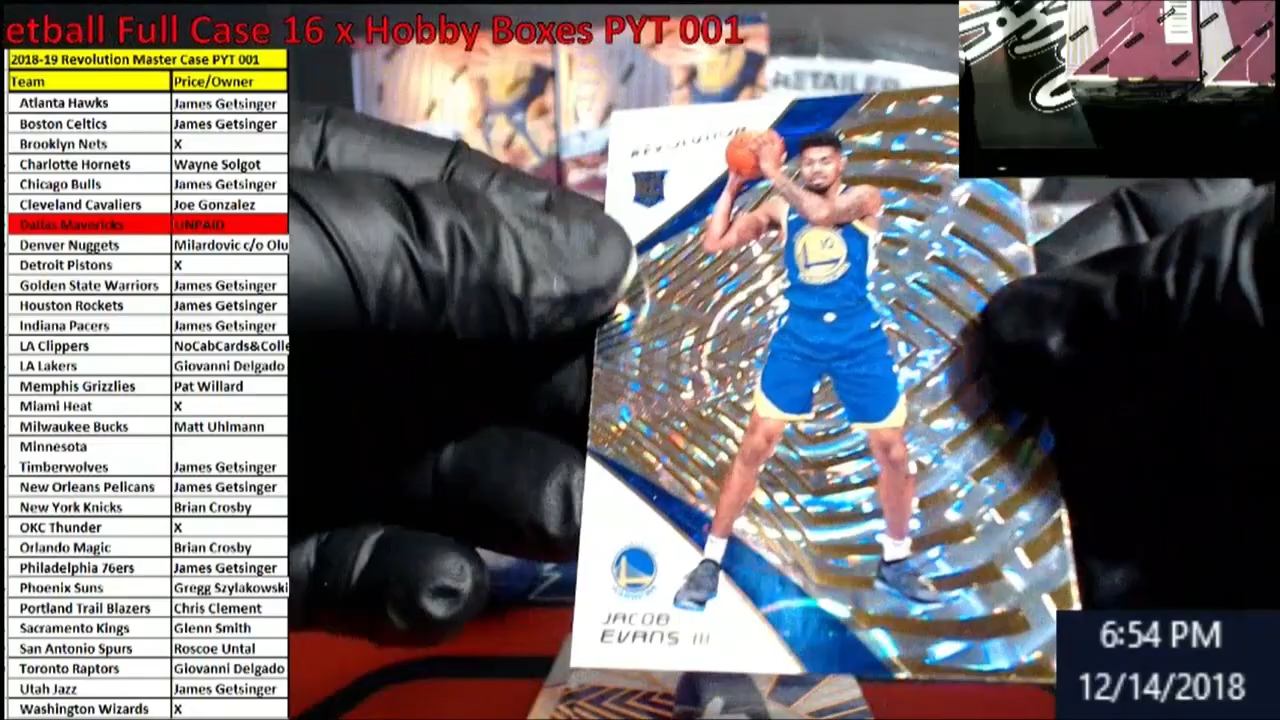 etball Full Case 16 x Hobby Boxes PYT 001
2018-19 Revolution Master Case PYT 001
Team Price/Owner
Atlanta Hawks James Getsinger
Boston Celtics James Getsinger
Brooklyn Nets X
Charlotte Hornets Wayne Solgot
Chicago Bulls James Getsinger
Cleveland Cavaliers Joe Gonzalez
Dallas Mavericks UNPAID
Denver Nuggets Milardovic c/o Olu
Detroit Pistons X
Golden State Warriors James Getsinger
Houston Rockets James Getsinger
Indiana Pacers James Getsinger
LA Clippers NoCabCards&Colle
LA Lakers Giovanni Delgado
Memphis Grizzlies Pat Willard
Miami Heat X
Milwaukee Bucks Matt Uhlmann
Minnesota
Timberwolves James Getsinger
New Orleans Pelicans James Getsinger
New York Knicks Brian Crosby
OKC Thunder X
Orlando Magic Brian Crosby
Philadelphia 76ers James Getsinger
Phoenix Suns Gregg Szylakowski
Portland Trail Blazers Chris Clement
Sacramento Kings Glenn Smith
San Antonio Spurs Roscoe Untal
Toronto Raptors Giovanni Delgado
Utah Jazz James Getsinger
Washington Wizards X
RETAILED
REVOLUTION
10
JACOB
EVANS III
6:54 PM
12/14/2018